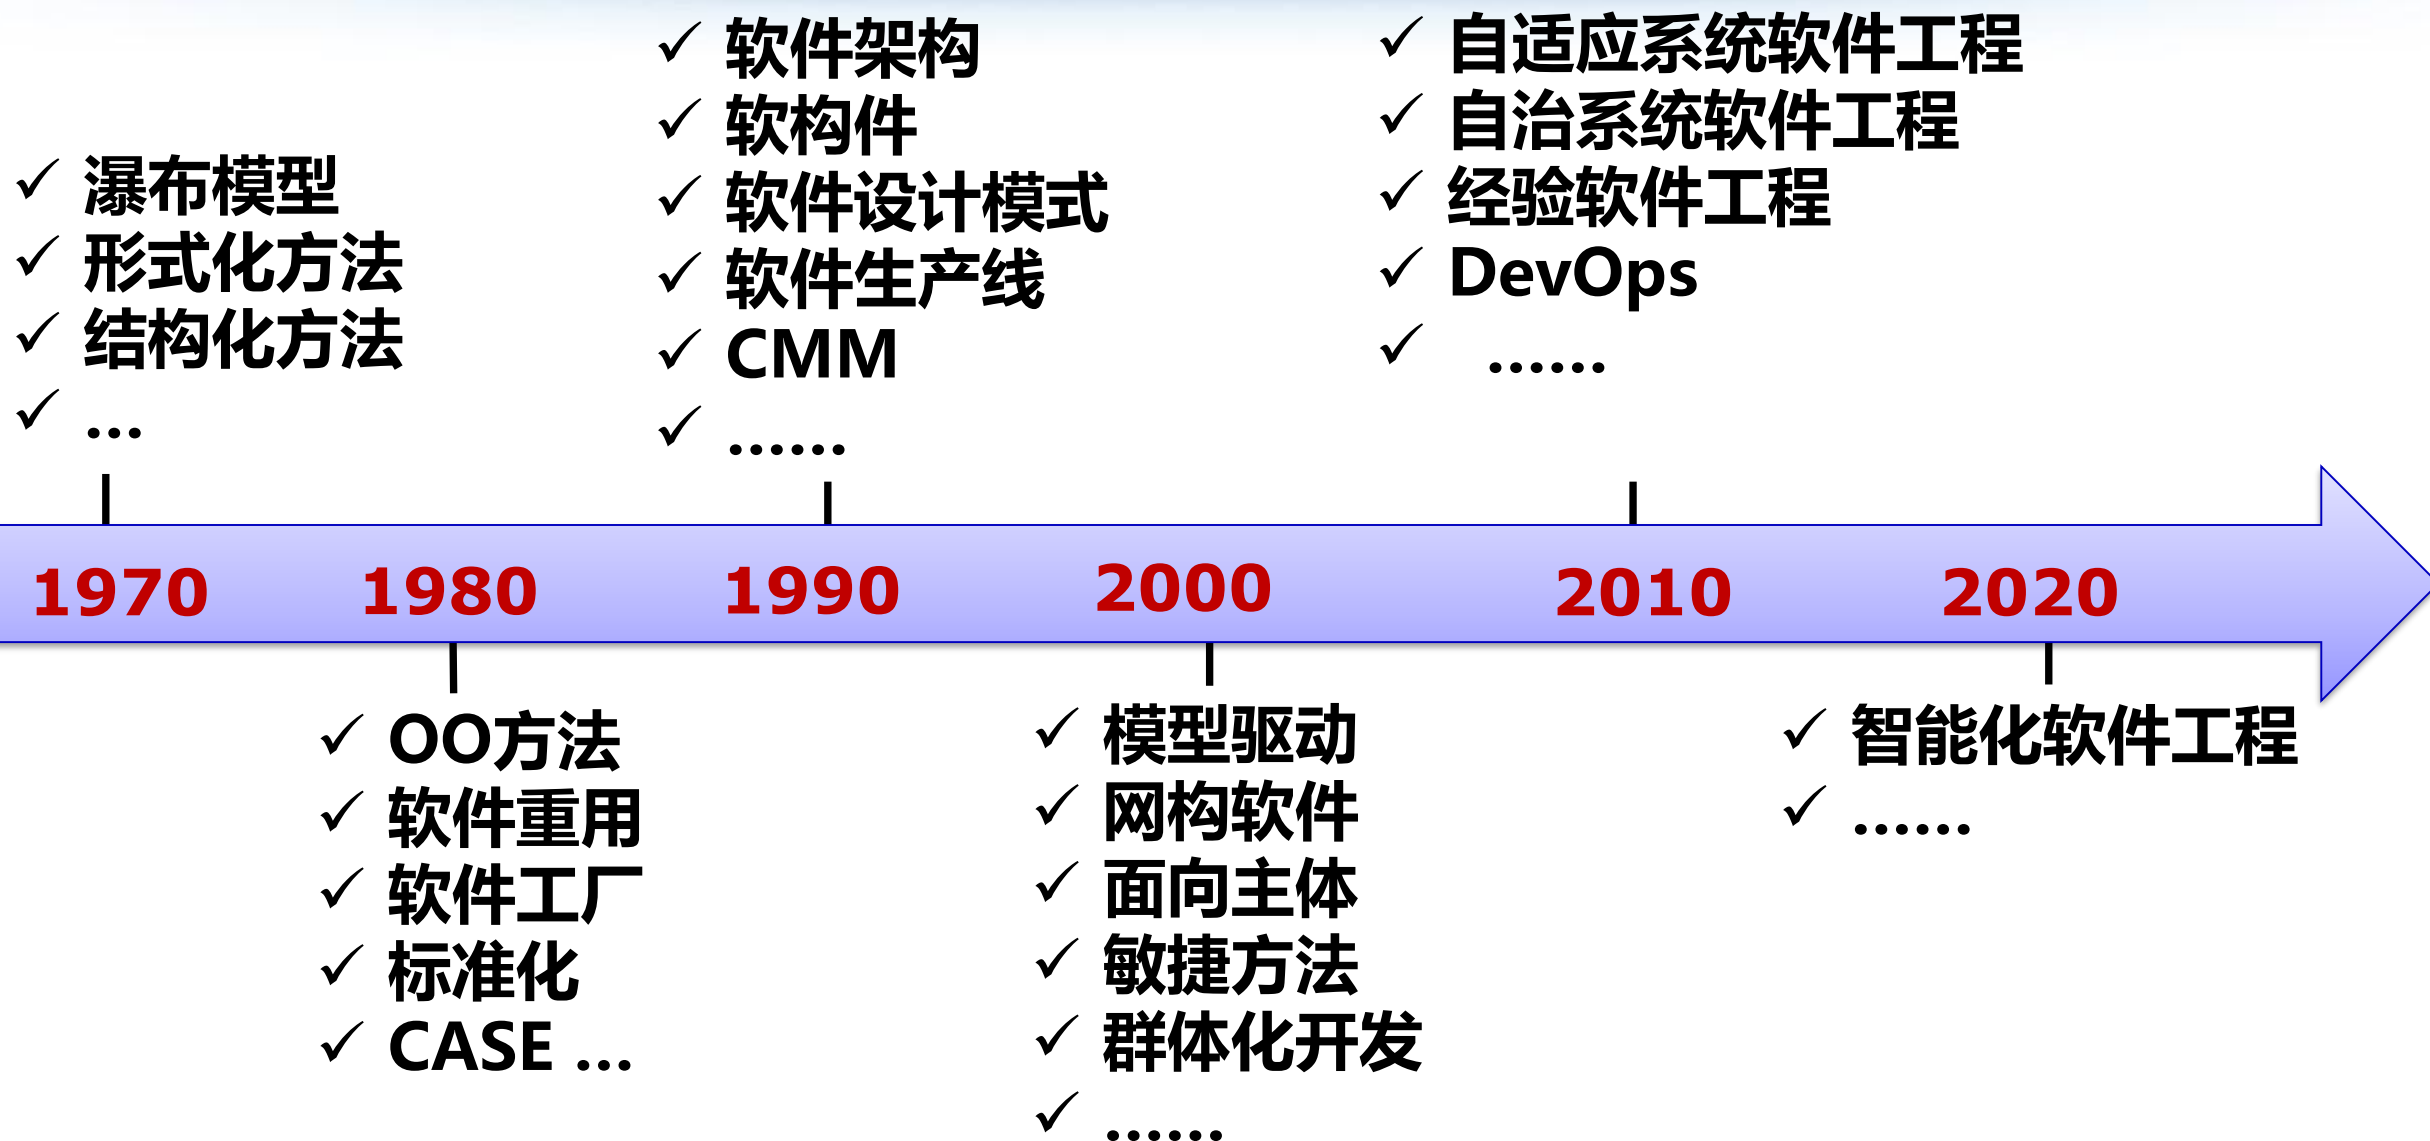 ✓ 瀑布模型
✓ 形式化方法
✓ 结构化方法
✓ ...
✓ 软件架构
✓ 软构件
✓ 软件设计模式
✓ 软件生产线
✓ CMM
✓ ......
✓ 自适应系统软件工程
✓ 自治系统软件工程
✓ 经验软件工程
✓ DevOps
✓ ......
1970 1980 1990 2000 2010 2020
✓ OO方法
✓ 软件重用
✓ 软件工厂
✓ 标准化
✓ CASE ...
✓ 模型驱动
✓ 网构软件
✓ 面向主体
✓ 敏捷方法
✓ 群体化开发
✓ ......
✓ 智能化软件工程
✓ ......